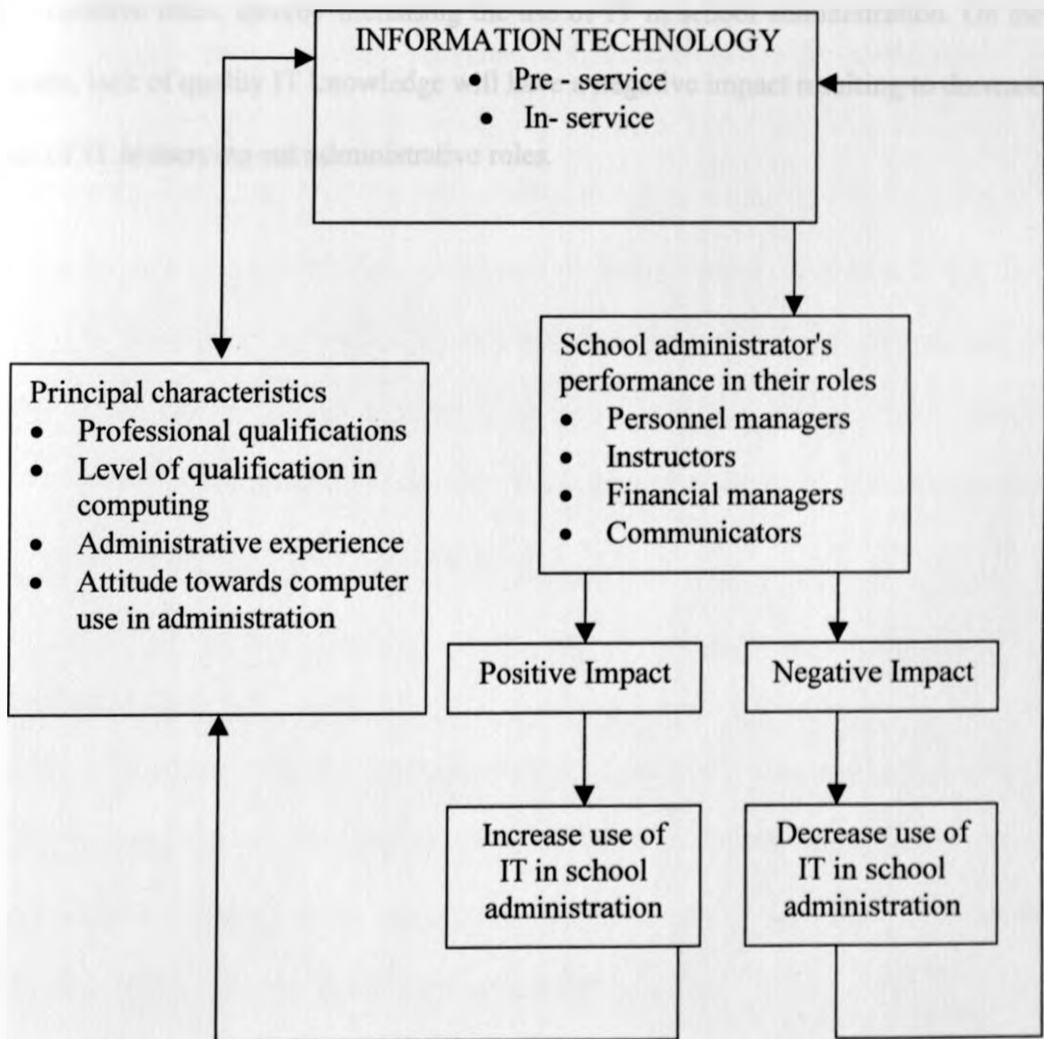 INFORMATION TECHNOLOGY
• Pre - service
• In- service
Principal characteristics
• Professional qualifications
• Level of qualification in
computing
• Administrative experience
• Attitude towards computer
use in administration
School administrator's
performance in their roles
• Personnel managers
• Instructors
• Financial managers
• Communicators
Positive Impact
Negative Impact
Increase use of
IT in school
administration
Decrease use of
IT in school
administration